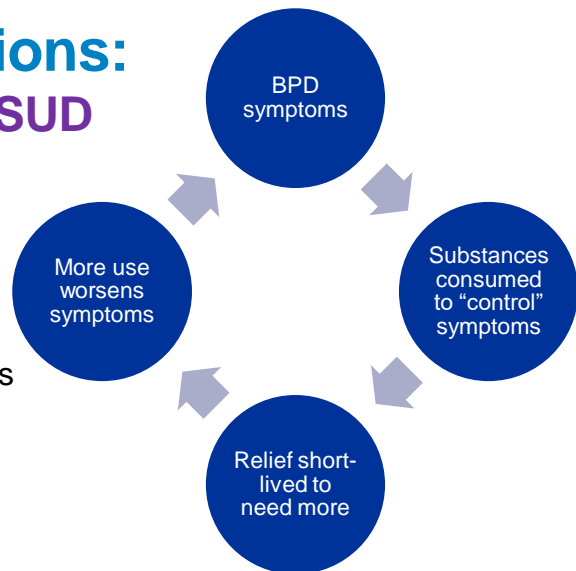 ions:
SUD
BPD
symptoms
Substances
consumed
to “control”
symptoms
More use
worsens
symptoms
s
Relief short-
lived to
need more